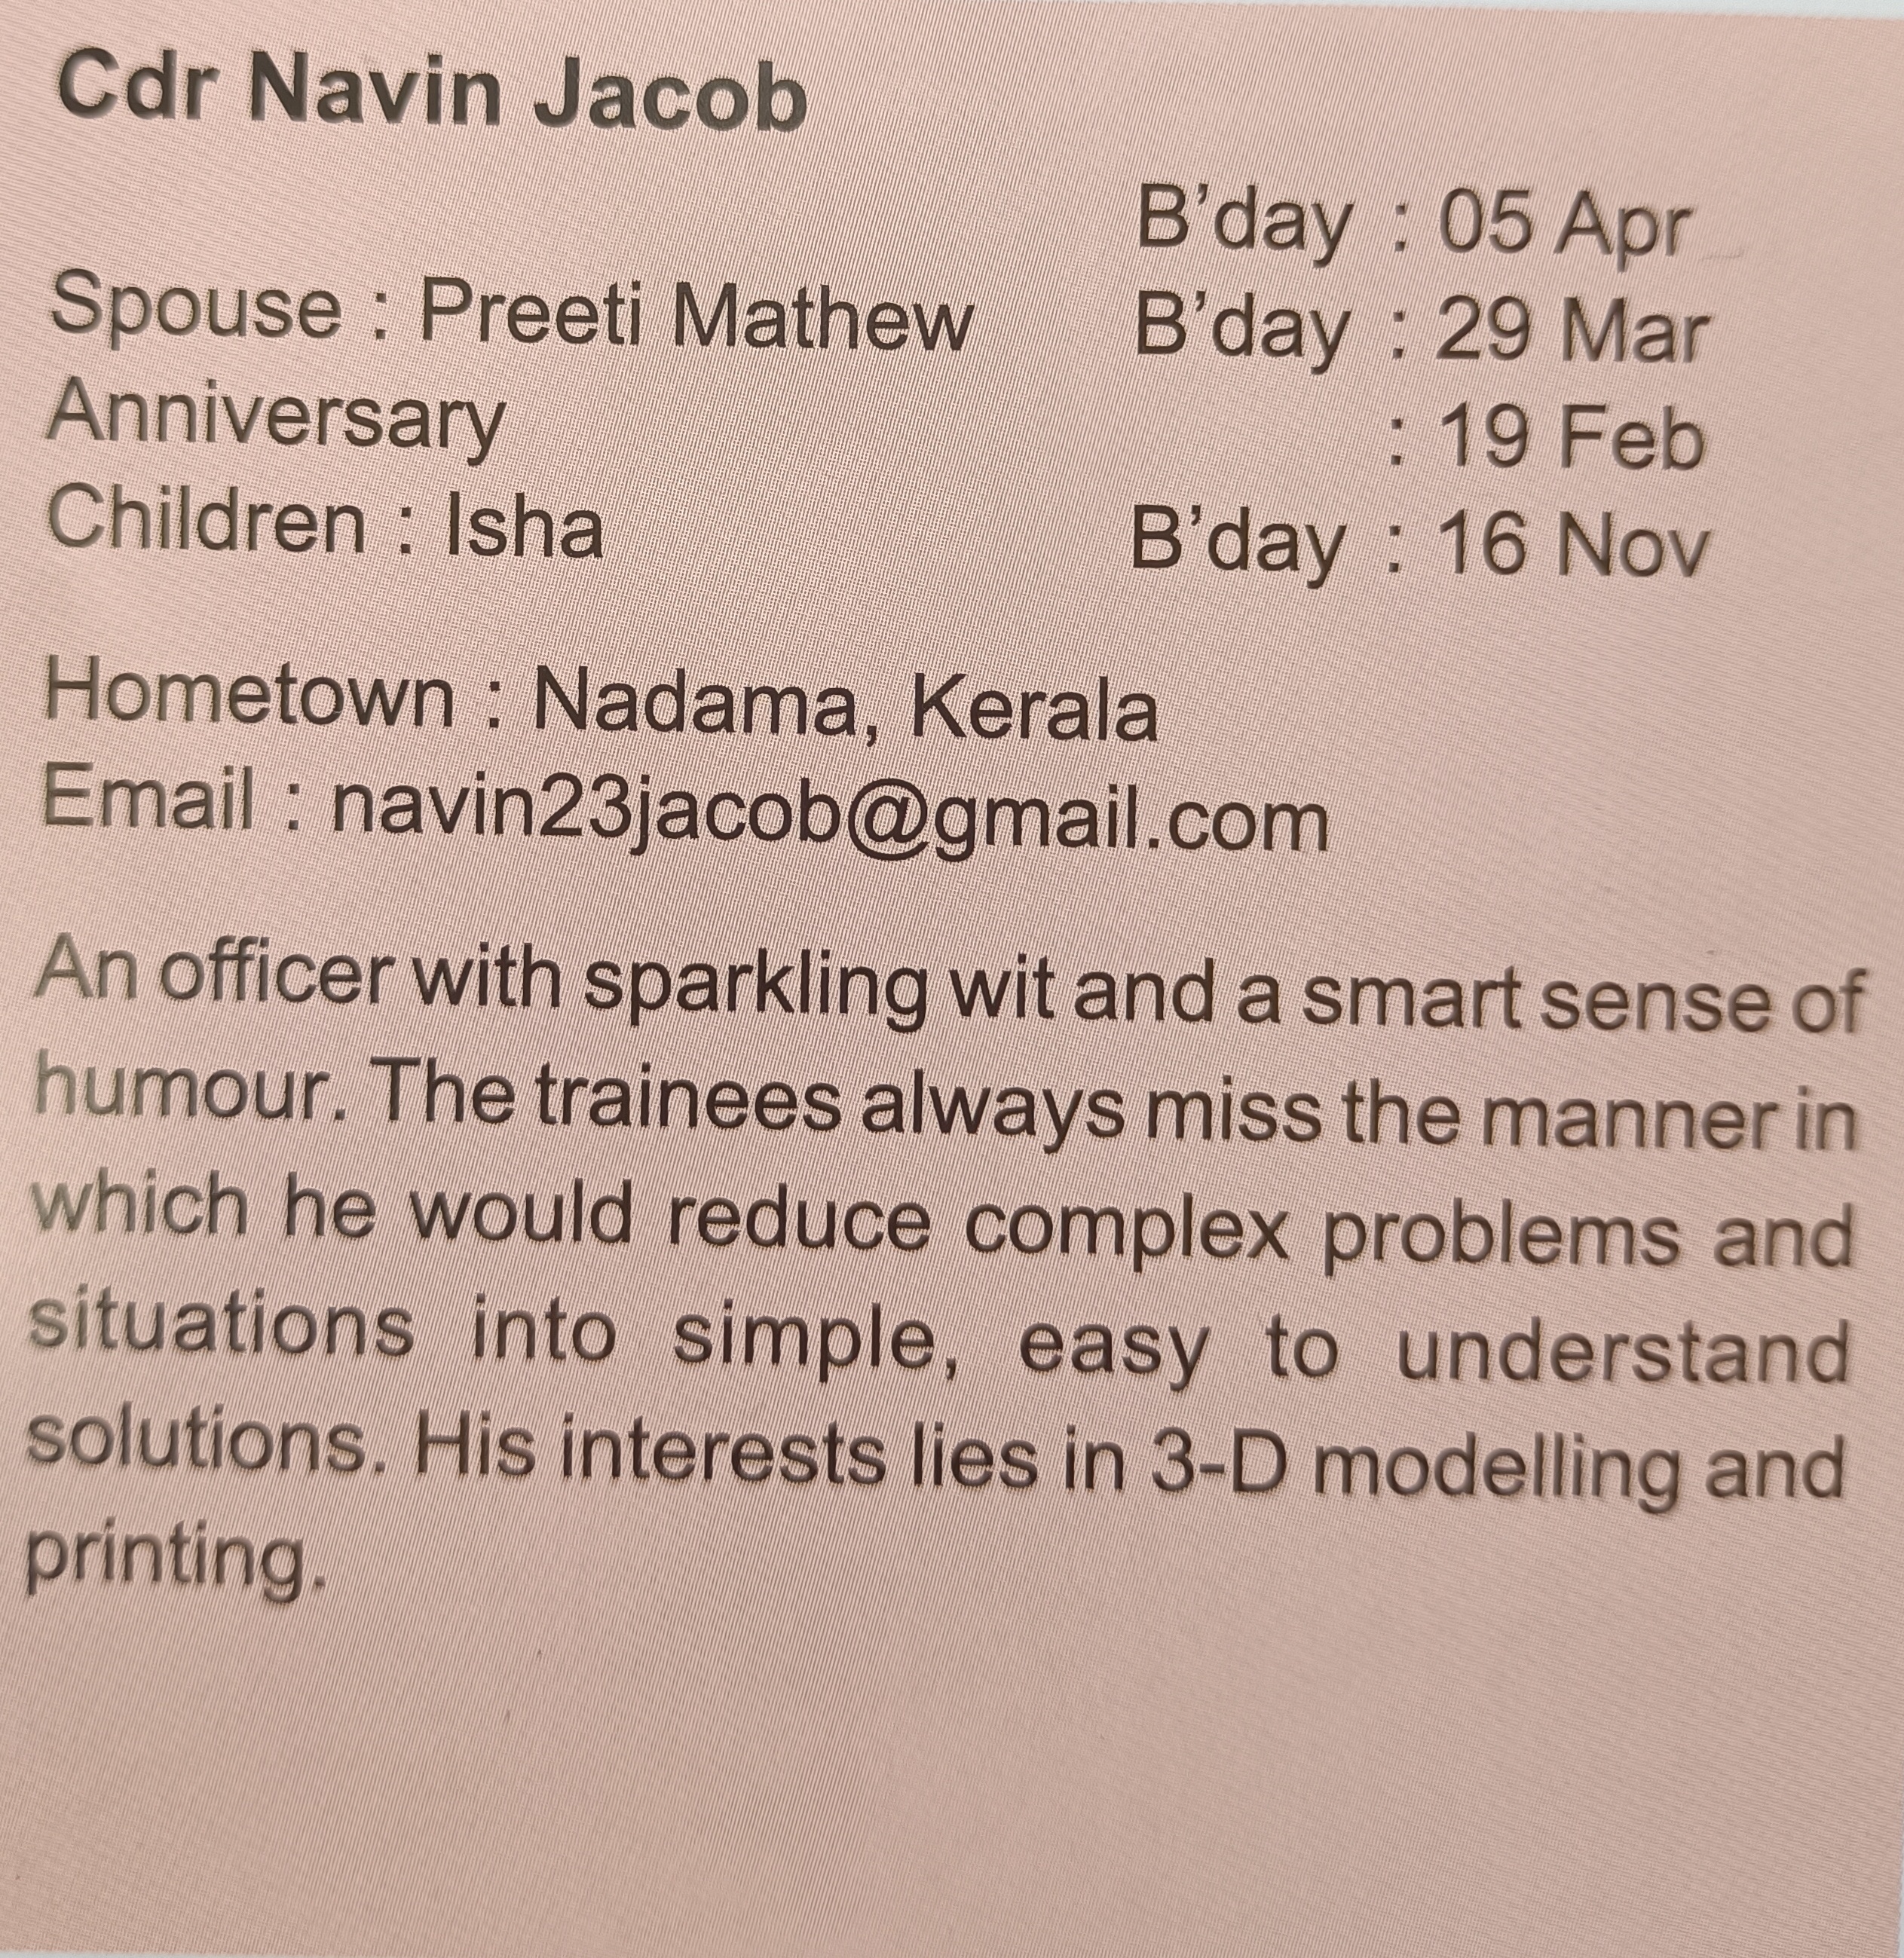 Cdr Navin Jacob
B’day : 05 Apr
Spouse : Preeti Mathew B’day : 29 Mar
Anniversary : 19 Feb
Children : Isha B’day : 16 Nov
Hometown : Nadama, Kerala
Email : navin23jacob@gmail.com
An officer with sparkling wit and a smart sense of
humour. The trainees always miss the manner in
which he would reduce complex problems and
situations into simple, easy to understand
solutions. His interests lies in 3-D modelling and
printing.